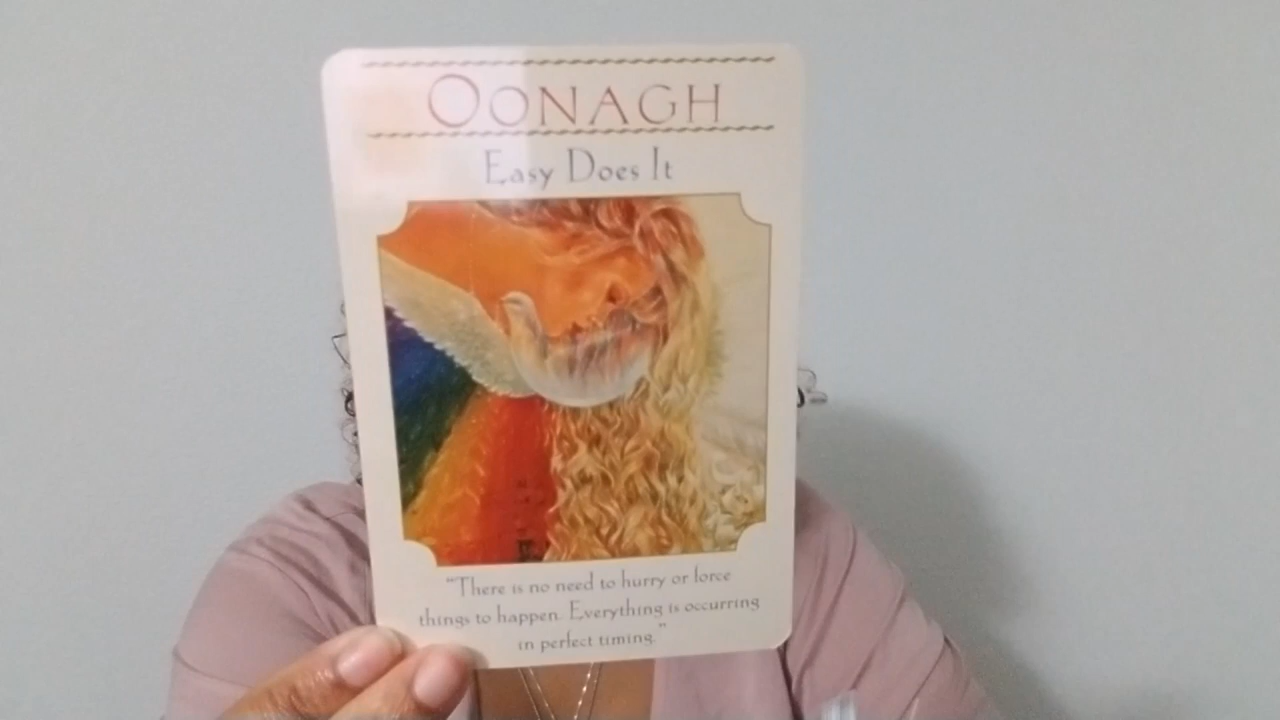 OONAGH
Easy Does It
"There is no need to hurry or force
things to happen. Everything is occurring
in perfect timing."